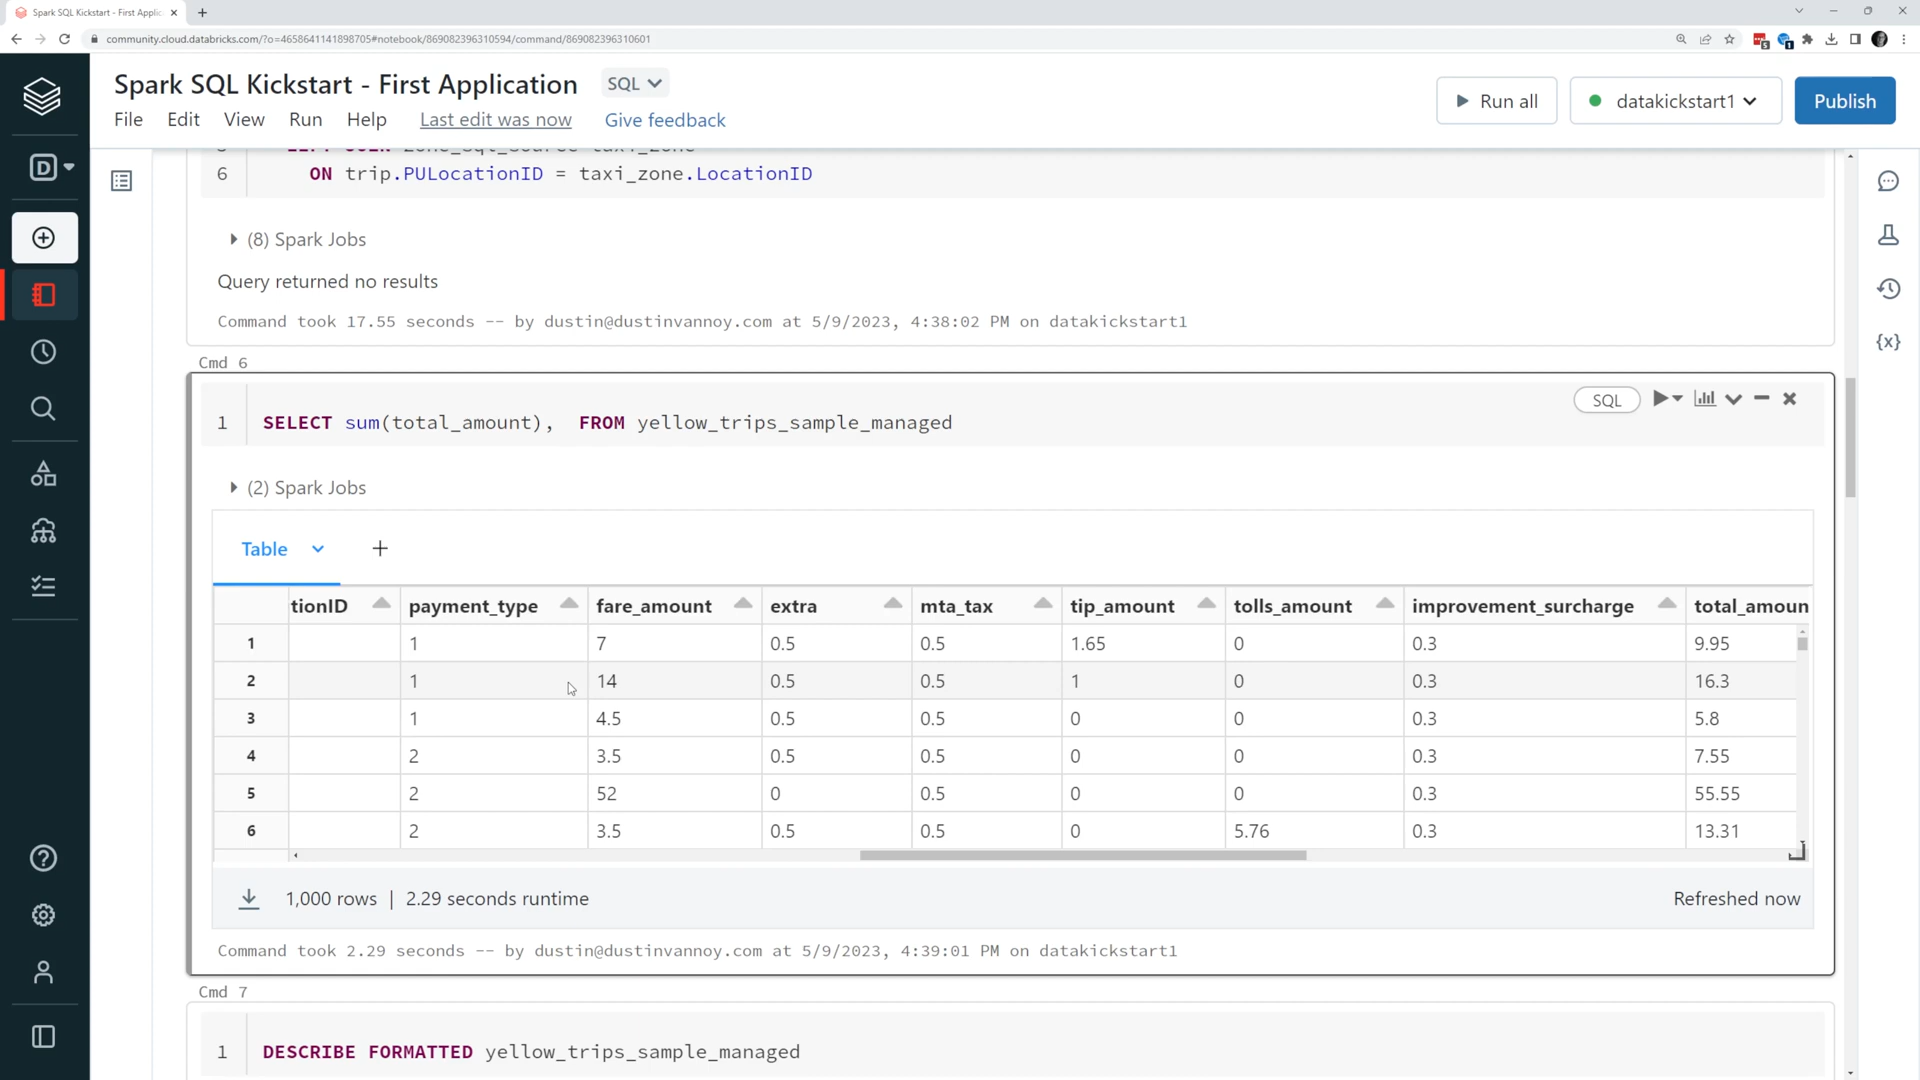 Spark SQL Kickstart - First Applic
community.cloud.databricks.com/?o=4658641141898705#notebook/869082396310594/command/869082396310601
Spark SQL Kickstart - First Application SQL
File Edit View Run Help Last edit was now Give feedback
Run all datakickstart1 Publish
D
LEFT JOIN zone_sql_source taxi_zone
6 ON trip.PULocationID = taxi_zone.LocationID
(8) Spark Jobs
Query returned no results
Command took 17.55 seconds -- by dustin@dustinvannoy.com at 5/9/2023, 4:38:02 PM on datakickstart1
Cmd 6
SQL
1 SELECT sum(total_amount),  FROM yellow_trips_sample_managed
(2) Spark Jobs
Table +
tionID payment_type fare_amount extra mta_tax tip_amount tolls_amount improvement_surcharge total_amoun
1 1 7 0.5 0.5 1.65 0 0.3 9.95
2 1 14 0.5 0.5 1 0 0.3 16.3
3 1 4.5 0.5 0.5 0 0 0.3 5.8
4 2 3.5 0.5 0.5 0 0 0.3 7.55
5 2 52 0 0.5 0 0 0.3 55.55
6 2 3.5 0.5 0.5 0 5.76 0.3 13.31
1,000 rows | 2.29 seconds runtime Refreshed now
Command took 2.29 seconds -- by dustin@dustinvannoy.com at 5/9/2023, 4:39:01 PM on datakickstart1
Cmd 7
1 DESCRIBE FORMATTED yellow_trips_sample_managed